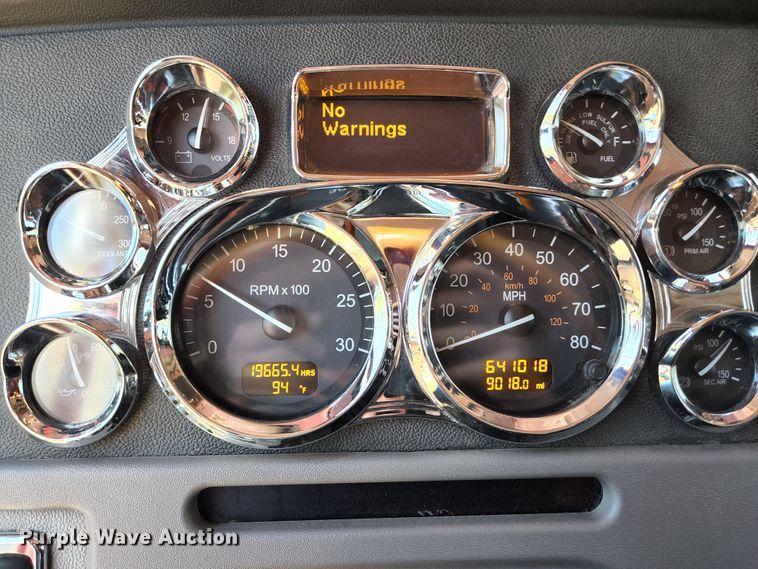 No
Warnings
9 12 15 18
VOLTS
ULTRA LOW SULFUR
DIESEL FUEL ONLY
F
FUEL
250
300
COOLANT
PSI
100
150
PRIM AIR
PSI
100
150
SEC AIR
0 5 10 15 20 25 30
RPM x 100
19665.4 HRS
94 °F
0 20 30 40 50 60 70 80
0 40 60 80 100 120
km/h
MPH
641018
9018.0 mi
Purple Wave Auction